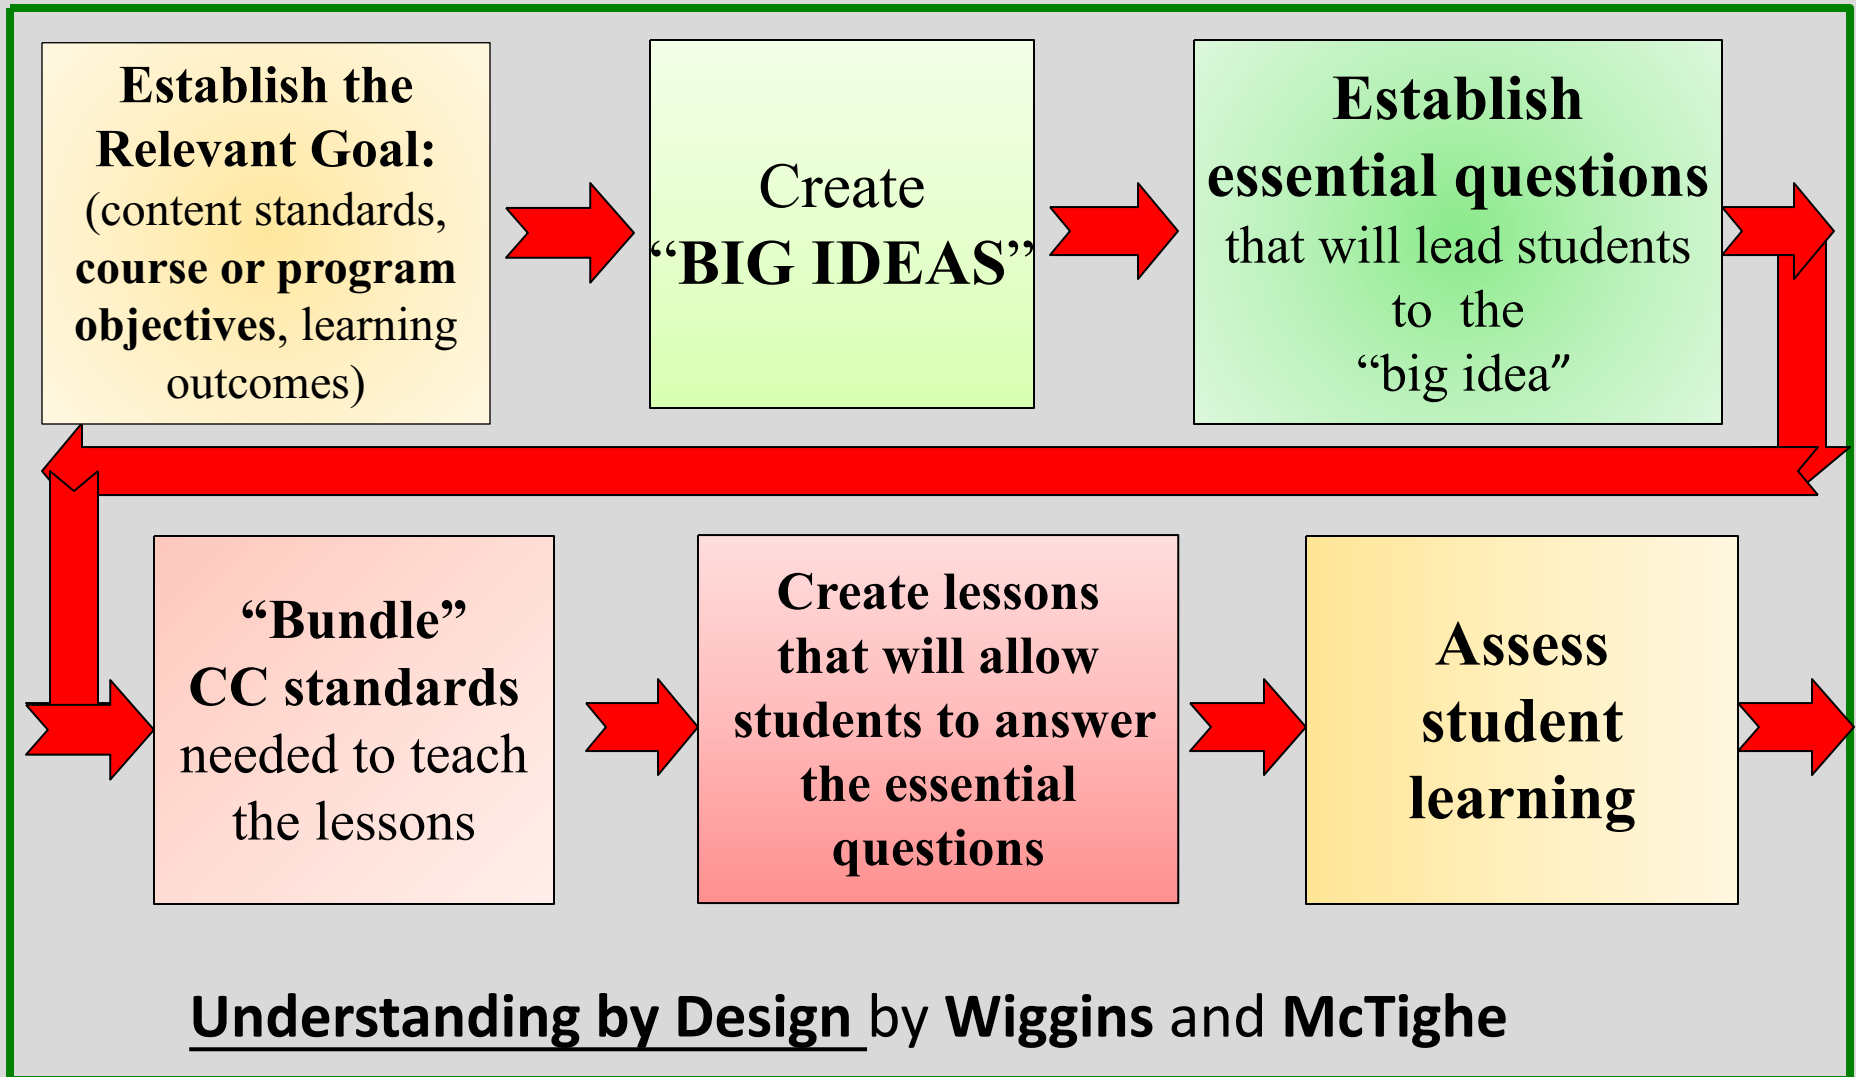 Establish the
Relevant Goal:
(content standards,
course or program
objectives, learning
outcomes)
Create
“BIG IDEAS”
Establish
essential questions
that will lead students
to  the
“big idea”
“Bundle”
CC standards
needed to teach
the lessons
Create lessons
that will allow
students to answer
the essential
questions
Assess
student
learning
Understanding by Design by Wiggins and McTighe